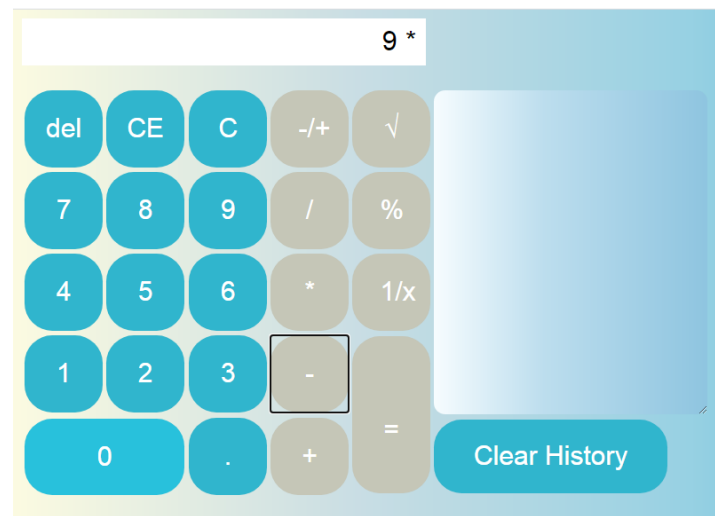 9 *
del CE C -/+ √
7 8 9 / %
4 5 6 * 1/x
1 2 3 -
=
0 . +
Clear History